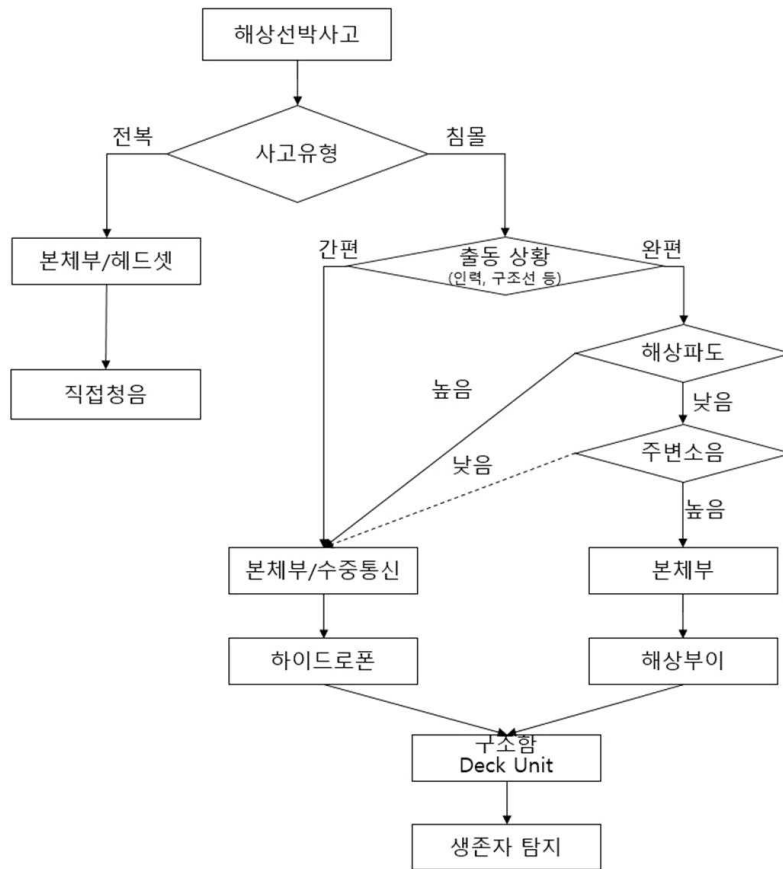 해상선박사고
전복
사고유형
침몰
본체부/헤드셋
간편
출동 상황
(인력, 구조선 등)
완편
직접청음
해상파도
높음
낮음
낮음
주변소음
높음
본체부/수중통신
본체부
하이드로폰
해상부이
구조함
Deck Unit
생존자 탐지